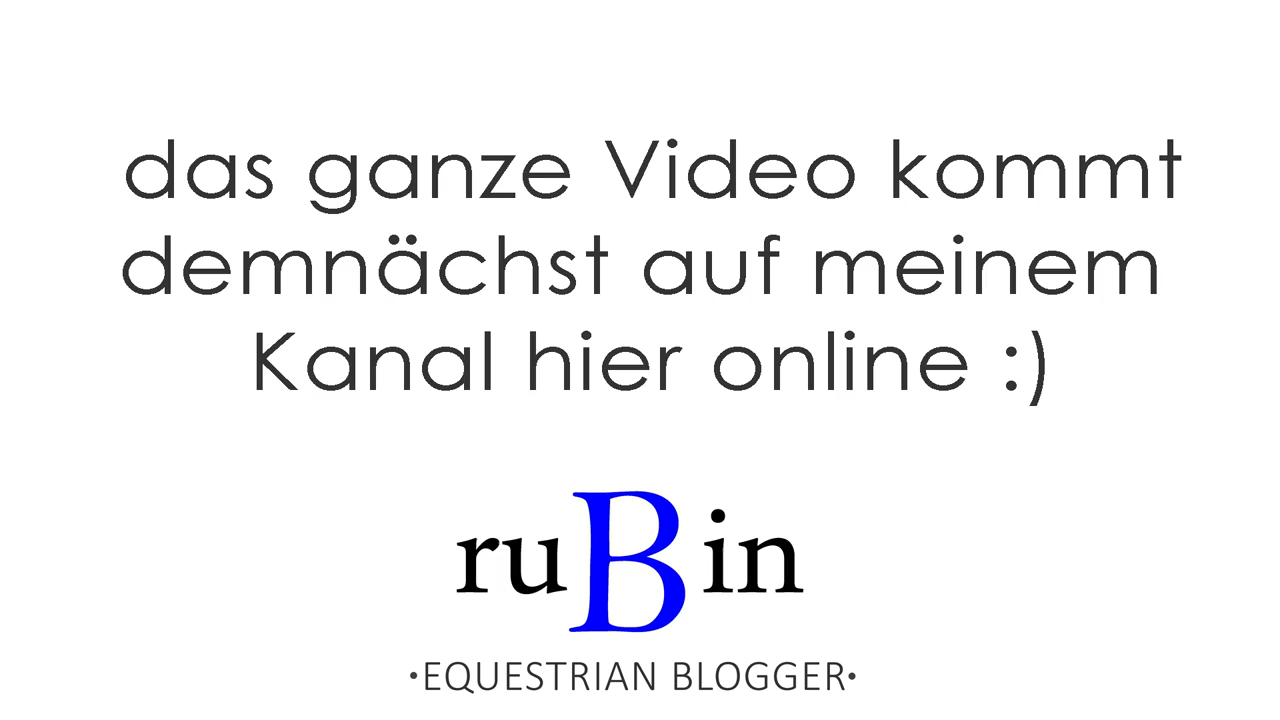 das ganze Video kommt
demnächst auf meinem
Kanal hier online :)
ruBin
·EQUESTRIAN BLOGGER·